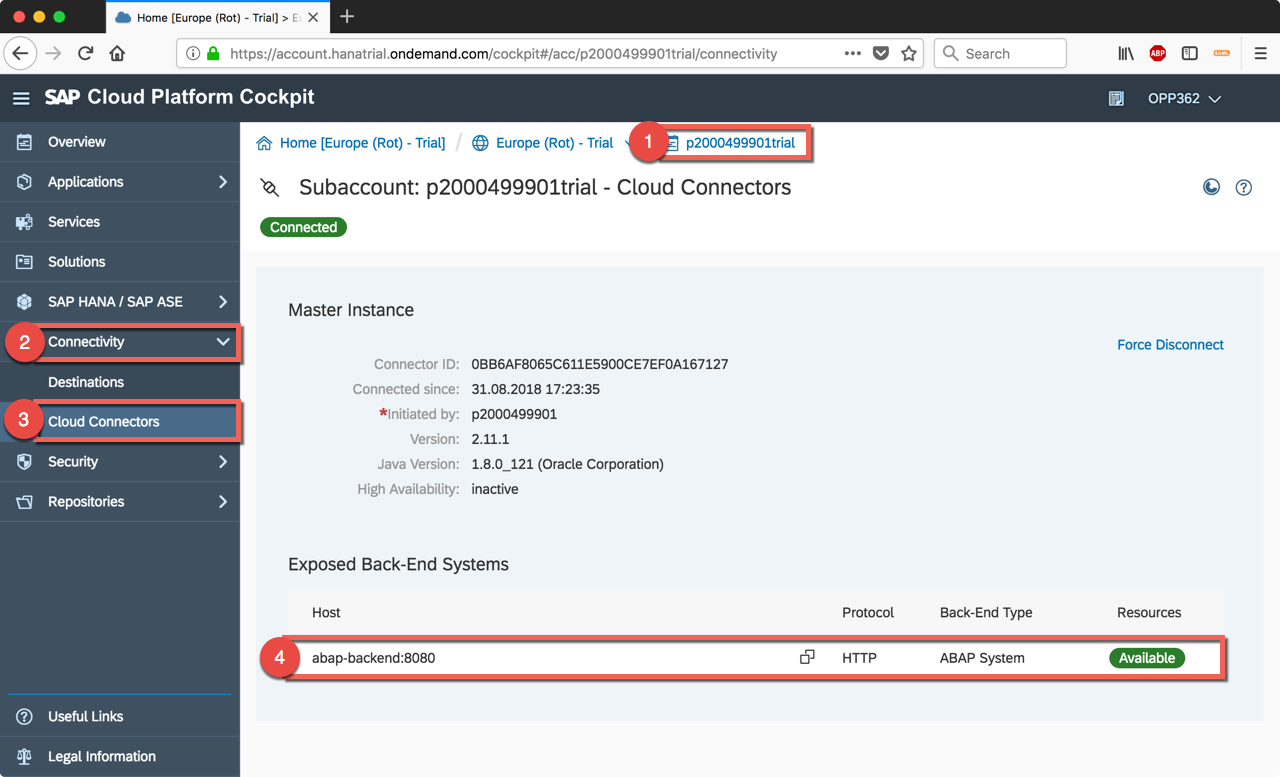 Home [Europe (Rot) - Trial] > E
https://account.hanatrial.ondemand.com/cockpit#/acc/p2000499901trial/connectivity
Search
ABP
SAML
SAP Cloud Platform Cockpit
OPP362
Overview
Applications
Services
Solutions
SAP HANA / SAP ASE
2 Connectivity
Destinations
3 Cloud Connectors
Security
Repositories
Useful Links
Legal Information
Home [Europe (Rot) - Trial] / Europe (Rot) - Trial 1 p2000499901trial
Subaccount: p2000499901trial - Cloud Connectors
Connected
Master Instance
Force Disconnect
Connector ID: 0BB6AF8065C611E5900CE7EF0A167127
Connected since: 31.08.2018 17:23:35
*Initiated by: p2000499901
Version: 2.11.1
Java Version: 1.8.0_121 (Oracle Corporation)
High Availability: inactive
Exposed Back-End Systems
Host Protocol Back-End Type Resources
4 abap-backend:8080 HTTP ABAP System Available